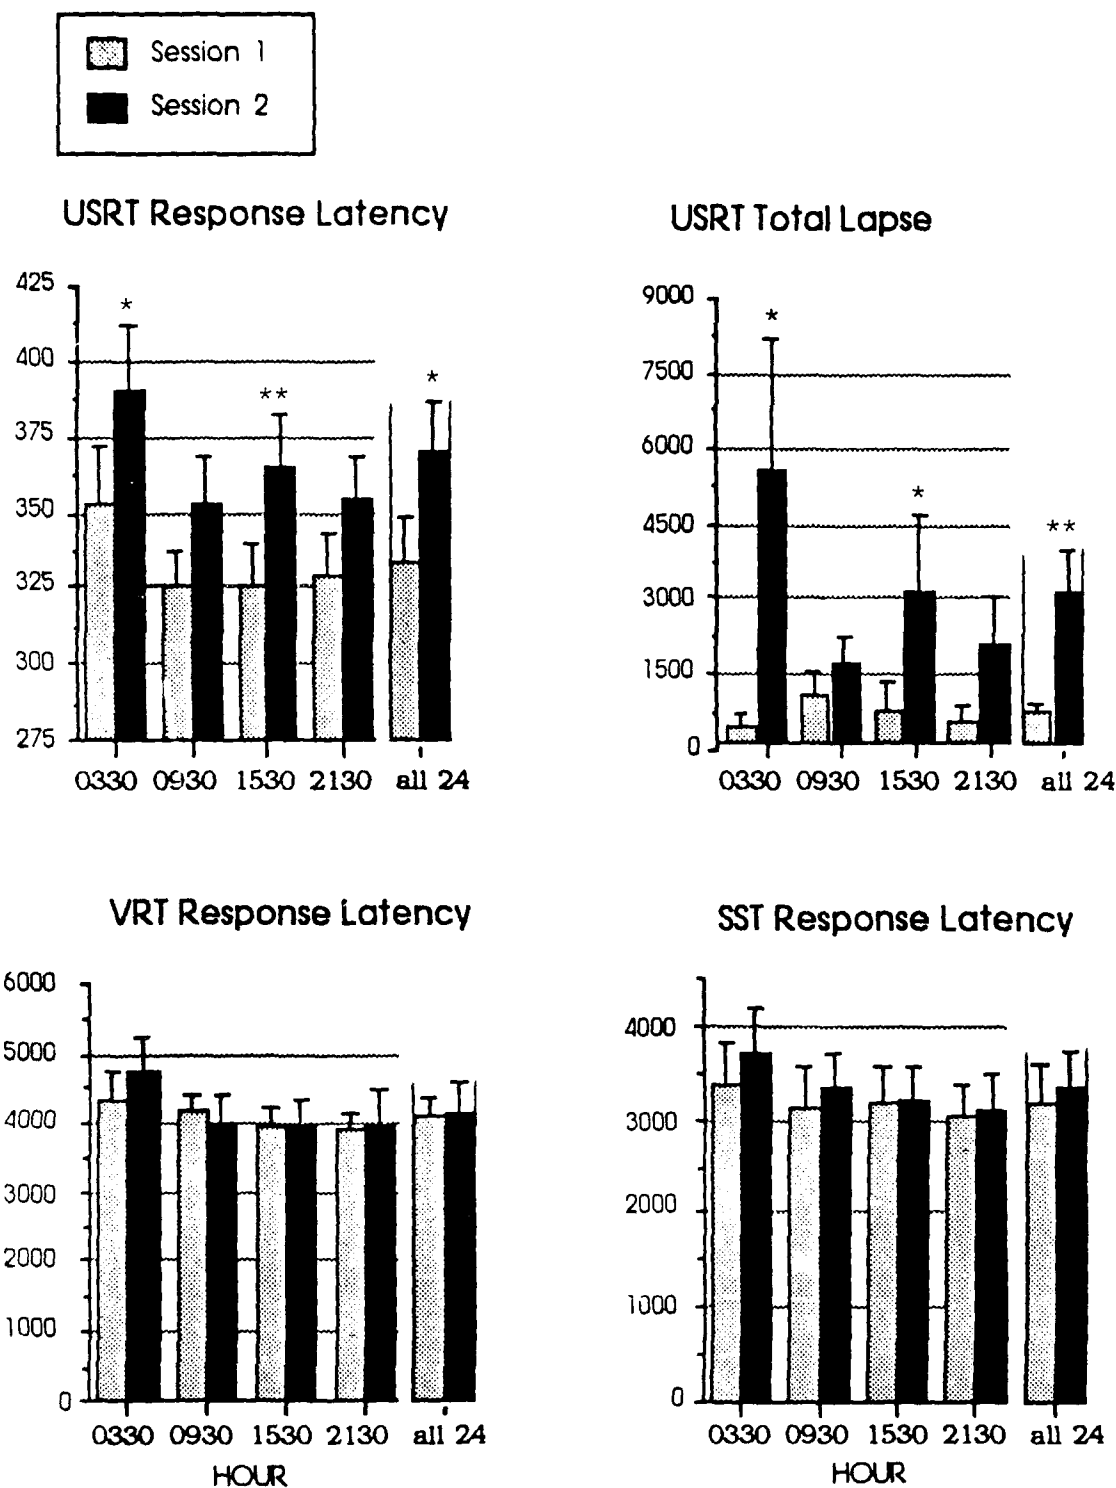 Session 1
Session 2
USRT Response Latency
425
*
400
**
*
375
350
325
300
275
0330 0930 1530 2130 all 24
USRT Total Lapse
9000
*
7500
6000
*
4500
**
3000
1500
0
0330 0930 1530 2130 all 24
VRT Response Latency
6000
5000
4000
3000
2000
1000
0
0330 0930 1530 2130 all 24
HOUR
SST Response Latency
4000
3000
2000
1000
0
0330 0930 1530 2130 all 24
HOUR